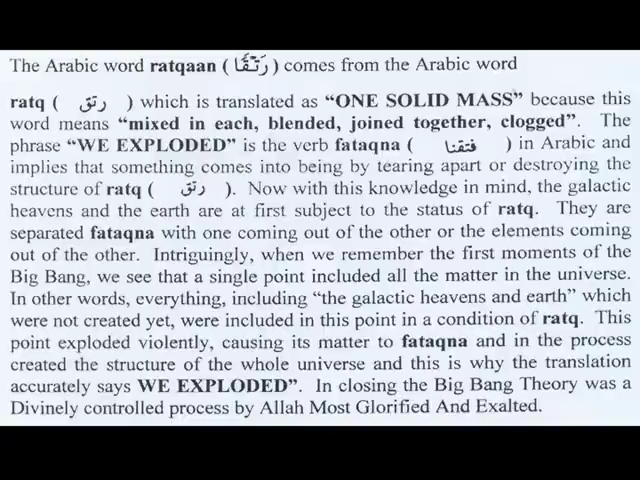 The Arabic word ratqaan ( رَتْقًا ) comes from the Arabic word
ratq ( رتق ) which is translated as “ONE SOLID MASS” because this
word means “mixed in each, blended, joined together, clogged”. The
phrase “WE EXPLODED” is the verb fataqna ( فتقنا ) in Arabic and
implies that something comes into being by tearing apart or destroying the
structure of ratq ( رتق ). Now with this knowledge in mind, the galactic
heavens and the earth are at first subject to the status of ratq. They are
separated fataqna with one coming out of the other or the elements coming
out of the other. Intriguingly, when we remember the first moments of the
Big Bang, we see that a single point included all the matter in the universe.
In other words, everything, including “the galactic heavens and earth” which
were not created yet, were included in this point in a condition of ratq. This
point exploded violently, causing its matter to fataqna and in the process
created the structure of the whole universe and this is why the translation
accurately says WE EXPLODED”. In closing the Big Bang Theory was a
Divinely controlled process by Allah Most Glorified And Exalted.